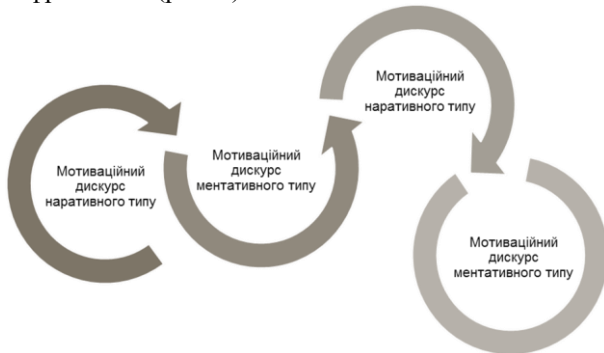 Мотиваційний
дискурс
наративного типу
Мотиваційний
дискурс
ментативного типу
Мотиваційний
дискурс
наративного типу
Мотиваційний
дискурс
ментативного типу